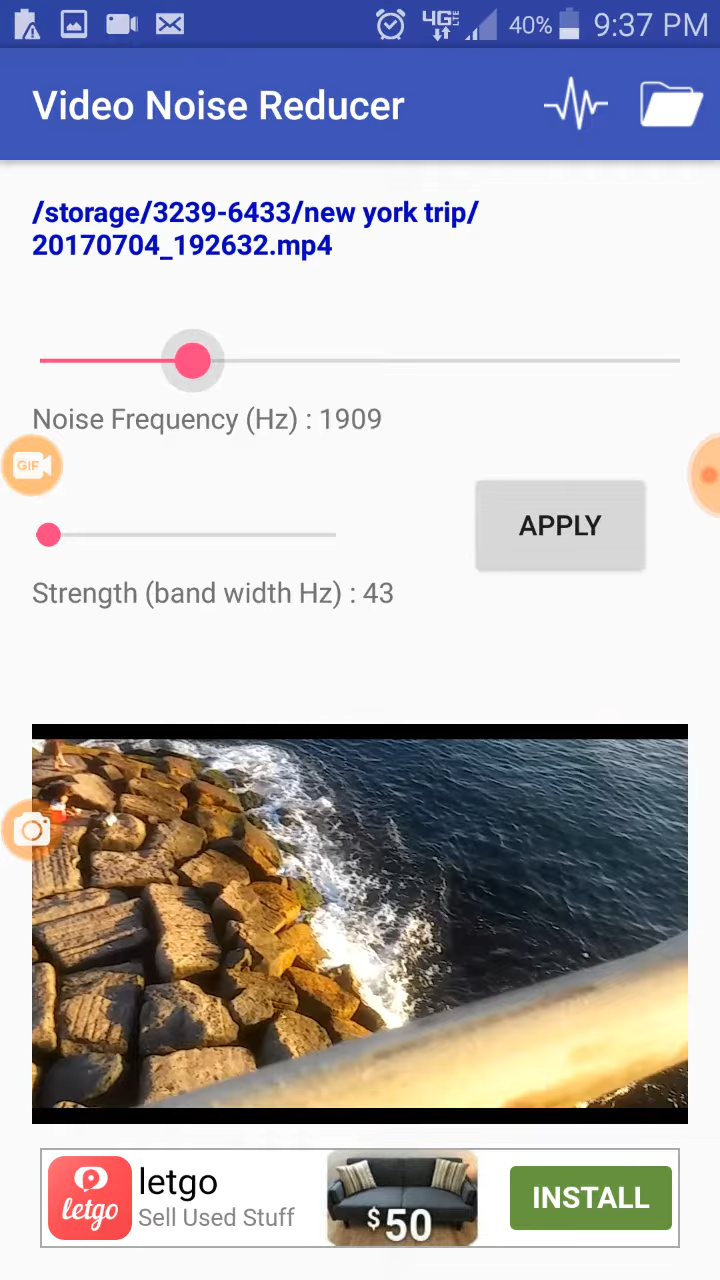 4G LTE 40% 9:37 PM
Video Noise Reducer
/storage/3239-6433/new york trip/
20170704_192632.mp4
Noise Frequency (Hz) : 1909
GIF
APPLY
Strength (band width Hz) : 43
letgo
letgo
Sell Used Stuff
$50
INSTALL